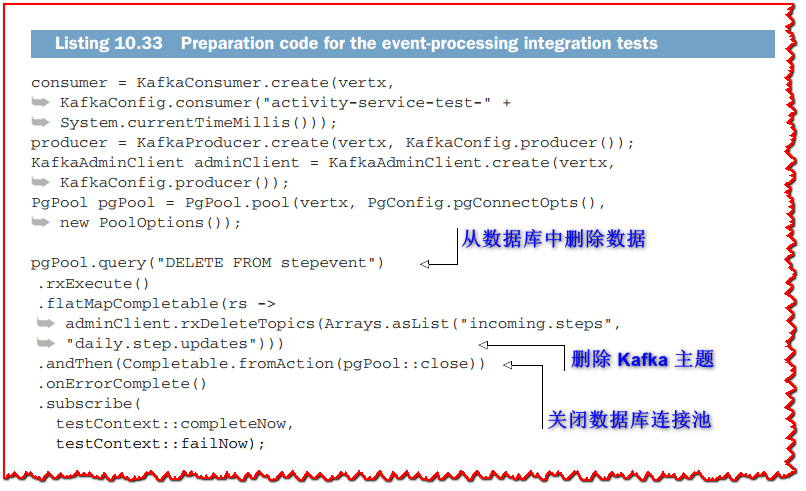 Listing 10.33 Preparation code for the event-processing integration tests
consumer = KafkaConsumer.create(vertx,
➥ KafkaConfig.consumer("activity-service-test-" +
➥ System.currentTimeMillis()));
producer = KafkaProducer.create(vertx, KafkaConfig.producer());
KafkaAdminClient adminClient = KafkaAdminClient.create(vertx,
➥ KafkaConfig.producer());
PgPool pgPool = PgPool.pool(vertx, PgConfig.pgConnectOpts(),
➥ new PoolOptions());
从数据库中删除数据
pgPool.query("DELETE FROM stepevent")
.rxExecute()
.flatMapCompletable(rs ->
➥ adminClient.rxDeleteTopics(Arrays.asList("incoming.steps",
➥ "daily.step.updates")))
删除 Kafka 主题
.andThen(Completable.fromAction(pgPool::close))
.onErrorComplete()
.subscribe(
关闭数据库连接池
testContext::completeNow,
testContext::failNow);